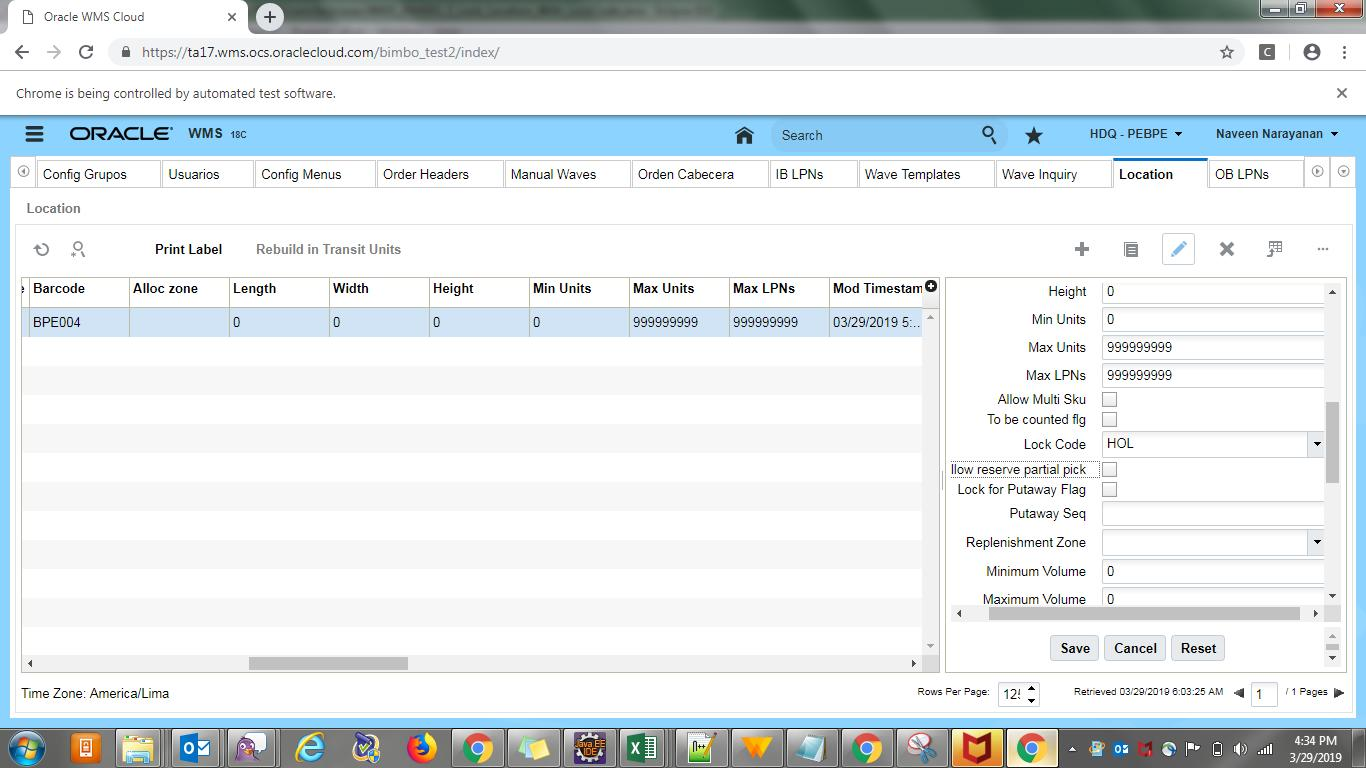 Oracle WMS Cloud
https://ta17.wms.ocs.oraclecloud.com/bimbo_test2/index/
C
Chrome is being controlled by automated test software.
ORACLE WMS 18C
Search
HDQ - PEBPE
Naveen Narayanan
Config Grupos
Usuarios
Config Menus
Order Headers
Manual Waves
Orden Cabecera
IB LPNs
Wave Templates
Wave Inquiry
Location
OB LPNs
Location
Print Label
Rebuild in Transit Units
Barcode
Alloc zone
Length
Width
Height
Min Units
Max Units
Max LPNs
Mod Timestam
BPE004
0
0
0
0
999999999
999999999
03/29/2019 5:...
Height 0
Min Units 0
Max Units 999999999
Max LPNs 999999999
Allow Multi Sku
To be counted flg
Lock Code HOL
llow reserve partial pick
Lock for Putaway Flag
Putaway Seq
Replenishment Zone
Minimum Volume 0
Maximum Volume 0
Save
Cancel
Reset
Time Zone: America/Lima
Rows Per Page:
Retrieved 03/29/2019 6:03:25 AM
1
/ 1 Pages
Java EE
IDE
4:34 PM
3/29/2019